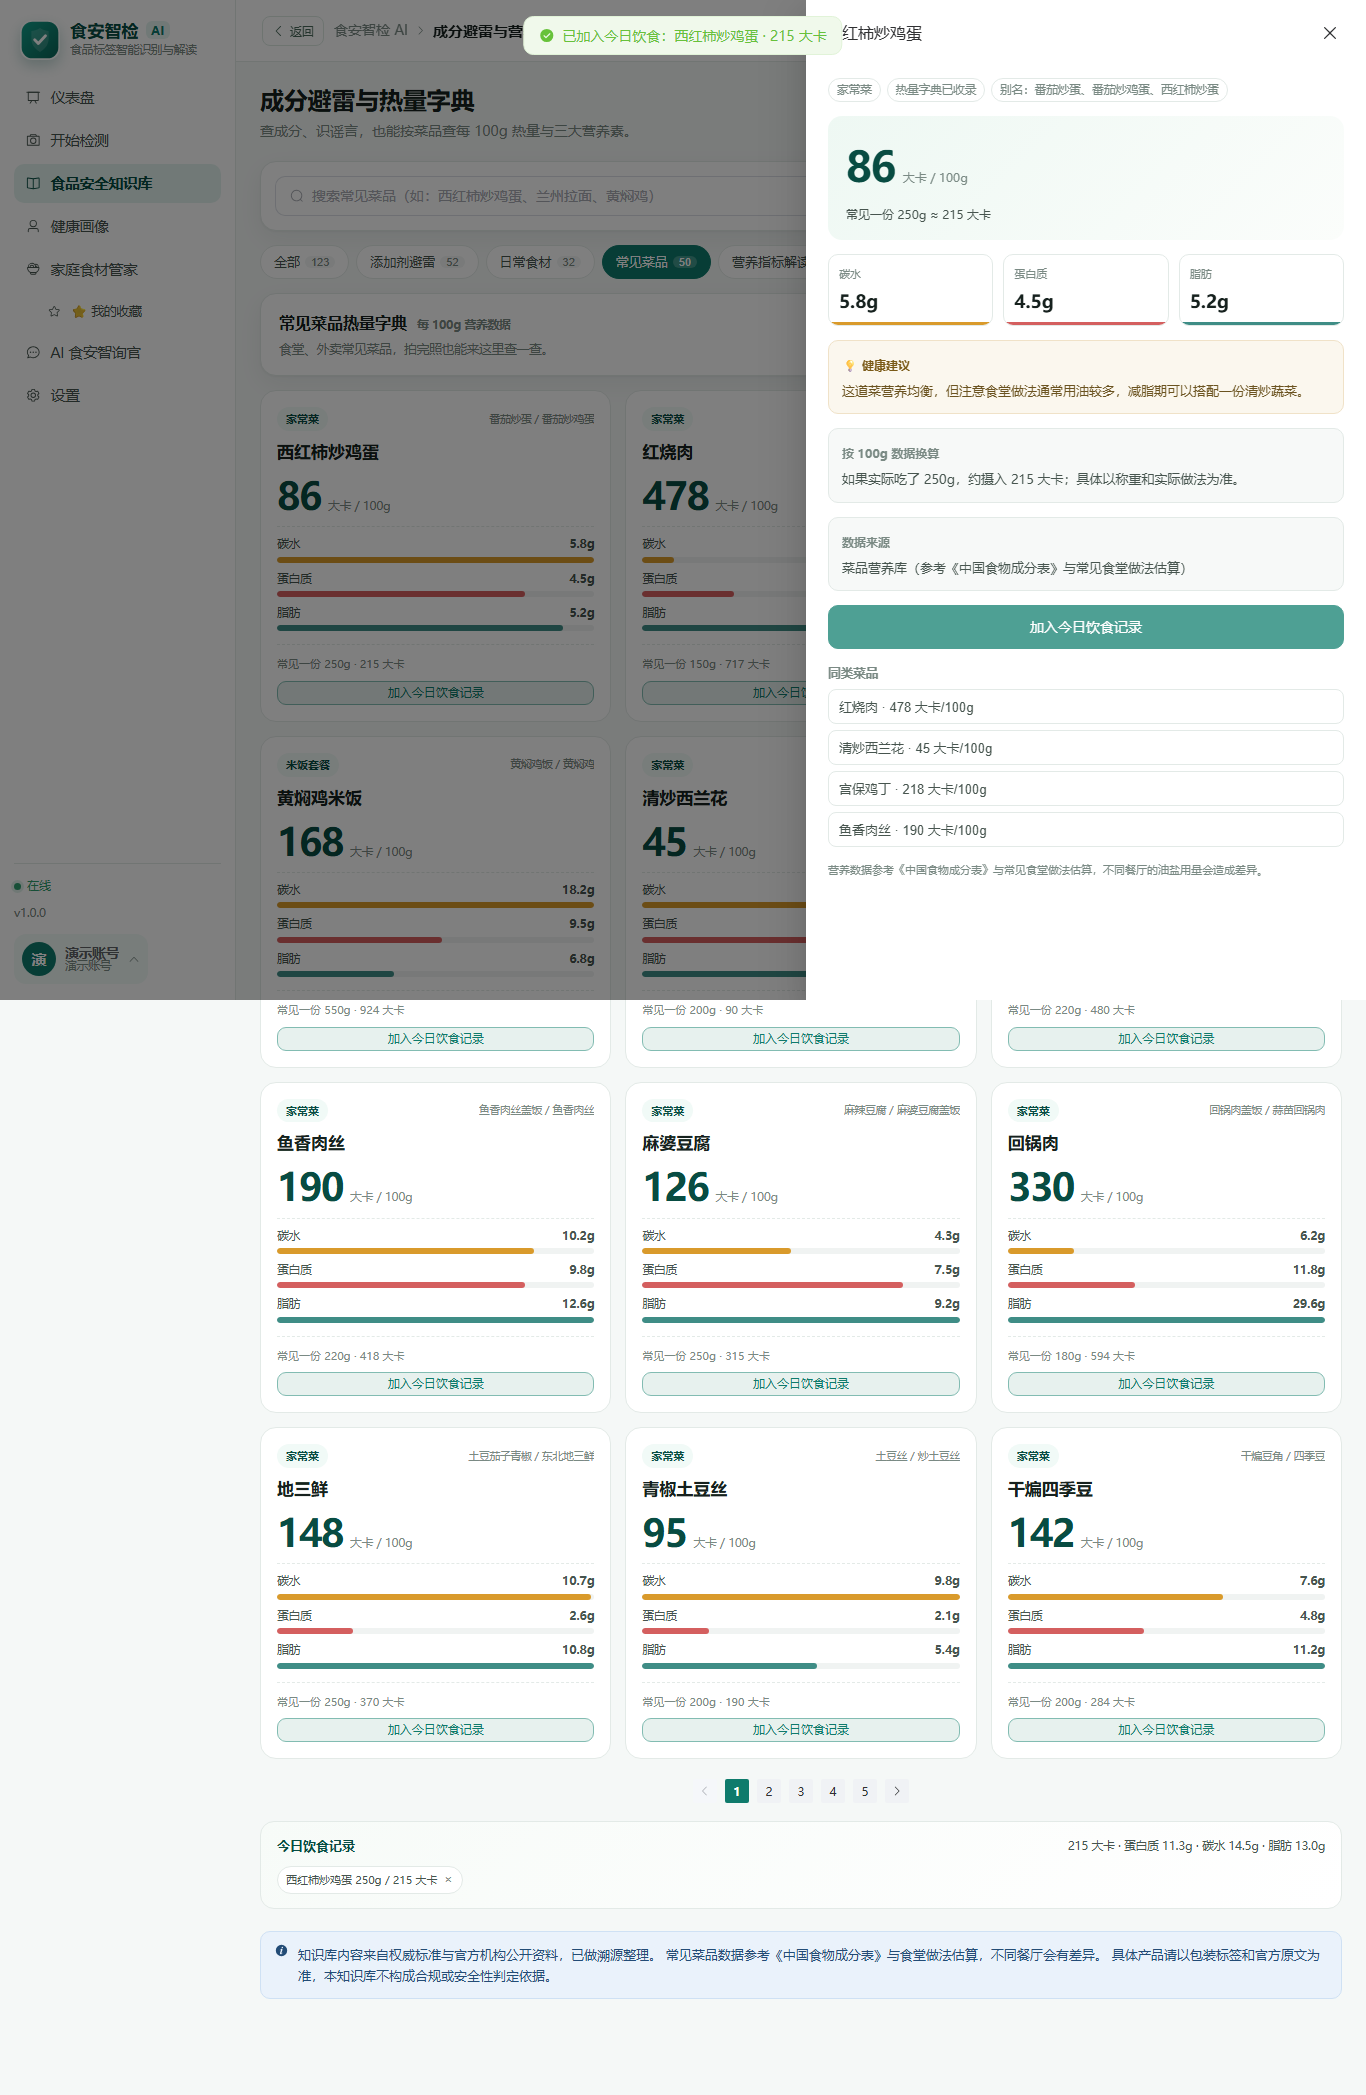 食安智检 AI
食品标签智能识别与解读
仪表盘
开始检测
食品安全知识库
健康画像
家庭食材管家
我的收藏
AI 食安智询官
设置
在线
v1.0.0
演
演示账号
演示账号
返回
食安智检 AI
成分避雷与营
已加入今日饮食：西红柿炒鸡蛋 · 215 大卡
成分避雷与热量字典
查成分、识谣言，也能按菜品查每 100g 热量与三大营养素。
搜索常见菜品（如：西红柿炒鸡蛋、兰州拉面、黄焖鸡）
全部 123
添加剂避雷 52
日常食材 32
常见菜品 50
营养指标解读
常见菜品热量字典 每 100g 营养数据
食堂、外卖常见菜品，拍完照也能来这里查一查。
家常菜
番茄炒蛋 / 番茄炒鸡蛋
西红柿炒鸡蛋
86 大卡 / 100g
碳水 5.8g
蛋白质 4.5g
脂肪 5.2g
常见一份 250g · 215 大卡
加入今日饮食记录
家常菜
红烧肉
478 大卡 / 100g
碳水
蛋白质
脂肪
常见一份 150g · 717 大卡
加入今日饮
米饭套餐
黄焖鸡饭 / 黄焖鸡
黄焖鸡米饭
168 大卡 / 100g
碳水 18.2g
蛋白质 9.5g
脂肪 6.8g
常见一份 550g · 924 大卡
加入今日饮食记录
家常菜
清炒西兰花
45 大卡 / 100g
碳水
蛋白质
脂肪
常见一份 200g · 90 大卡
加入今日饮食记录
常见一份 220g · 480 大卡
加入今日饮食记录
红柿炒鸡蛋
家常菜
热量字典已收录
别名：番茄炒蛋、番茄炒鸡蛋、西红柿炒蛋
86 大卡 / 100g
常见一份 250g ≈ 215 大卡
碳水
5.8g
蛋白质
4.5g
脂肪
5.2g
健康建议
这道菜营养均衡，但注意食堂做法通常用油较多，减脂期可以搭配一份清炒蔬菜。
按 100g 数据换算
如果实际吃了 250g，约摄入 215 大卡；具体以称重和实际做法为准。
数据来源
菜品营养库（参考《中国食物成分表》与常见食堂做法估算）
加入今日饮食记录
同类菜品
红烧肉 · 478 大卡/100g
清炒西兰花 · 45 大卡/100g
宫保鸡丁 · 218 大卡/100g
鱼香肉丝 · 190 大卡/100g
营养数据参考《中国食物成分表》与常见食堂做法估算，不同餐厅的油盐用量会造成差异。
家常菜
鱼香肉丝盖饭 / 鱼香肉丝
鱼香肉丝
190 大卡 / 100g
碳水 10.2g
蛋白质 9.8g
脂肪 12.6g
常见一份 220g · 418 大卡
加入今日饮食记录
家常菜
麻辣豆腐 / 麻婆豆腐盖饭
麻婆豆腐
126 大卡 / 100g
碳水 4.3g
蛋白质 7.5g
脂肪 9.2g
常见一份 250g · 315 大卡
加入今日饮食记录
家常菜
回锅肉盖饭 / 蒜苗回锅肉
回锅肉
330 大卡 / 100g
碳水 6.2g
蛋白质 11.8g
脂肪 29.6g
常见一份 180g · 594 大卡
加入今日饮食记录
家常菜
土豆茄子青椒 / 东北地三鲜
地三鲜
148 大卡 / 100g
碳水 10.7g
蛋白质 2.6g
脂肪 10.8g
常见一份 250g · 370 大卡
加入今日饮食记录
家常菜
土豆丝 / 炒土豆丝
青椒土豆丝
95 大卡 / 100g
碳水 9.8g
蛋白质 2.1g
脂肪 5.4g
常见一份 200g · 190 大卡
加入今日饮食记录
家常菜
干煸豆角 / 四季豆
干煸四季豆
142 大卡 / 100g
碳水 7.6g
蛋白质 4.8g
脂肪 11.2g
常见一份 200g · 284 大卡
加入今日饮食记录
1 2 3 4 5
今日饮食记录
215 大卡 · 蛋白质 11.3g · 碳水 14.5g · 脂肪 13.0g
西红柿炒鸡蛋 250g / 215 大卡 ×
知识库内容来自权威标准与官方机构公开资料，已做溯源整理。 常见菜品数据参考《中国食物成分表》与食堂做法估算，不同餐厅会有差异。 具体产品请以包装标签和官方原文为
准，本知识库不构成合规或安全性判定依据。